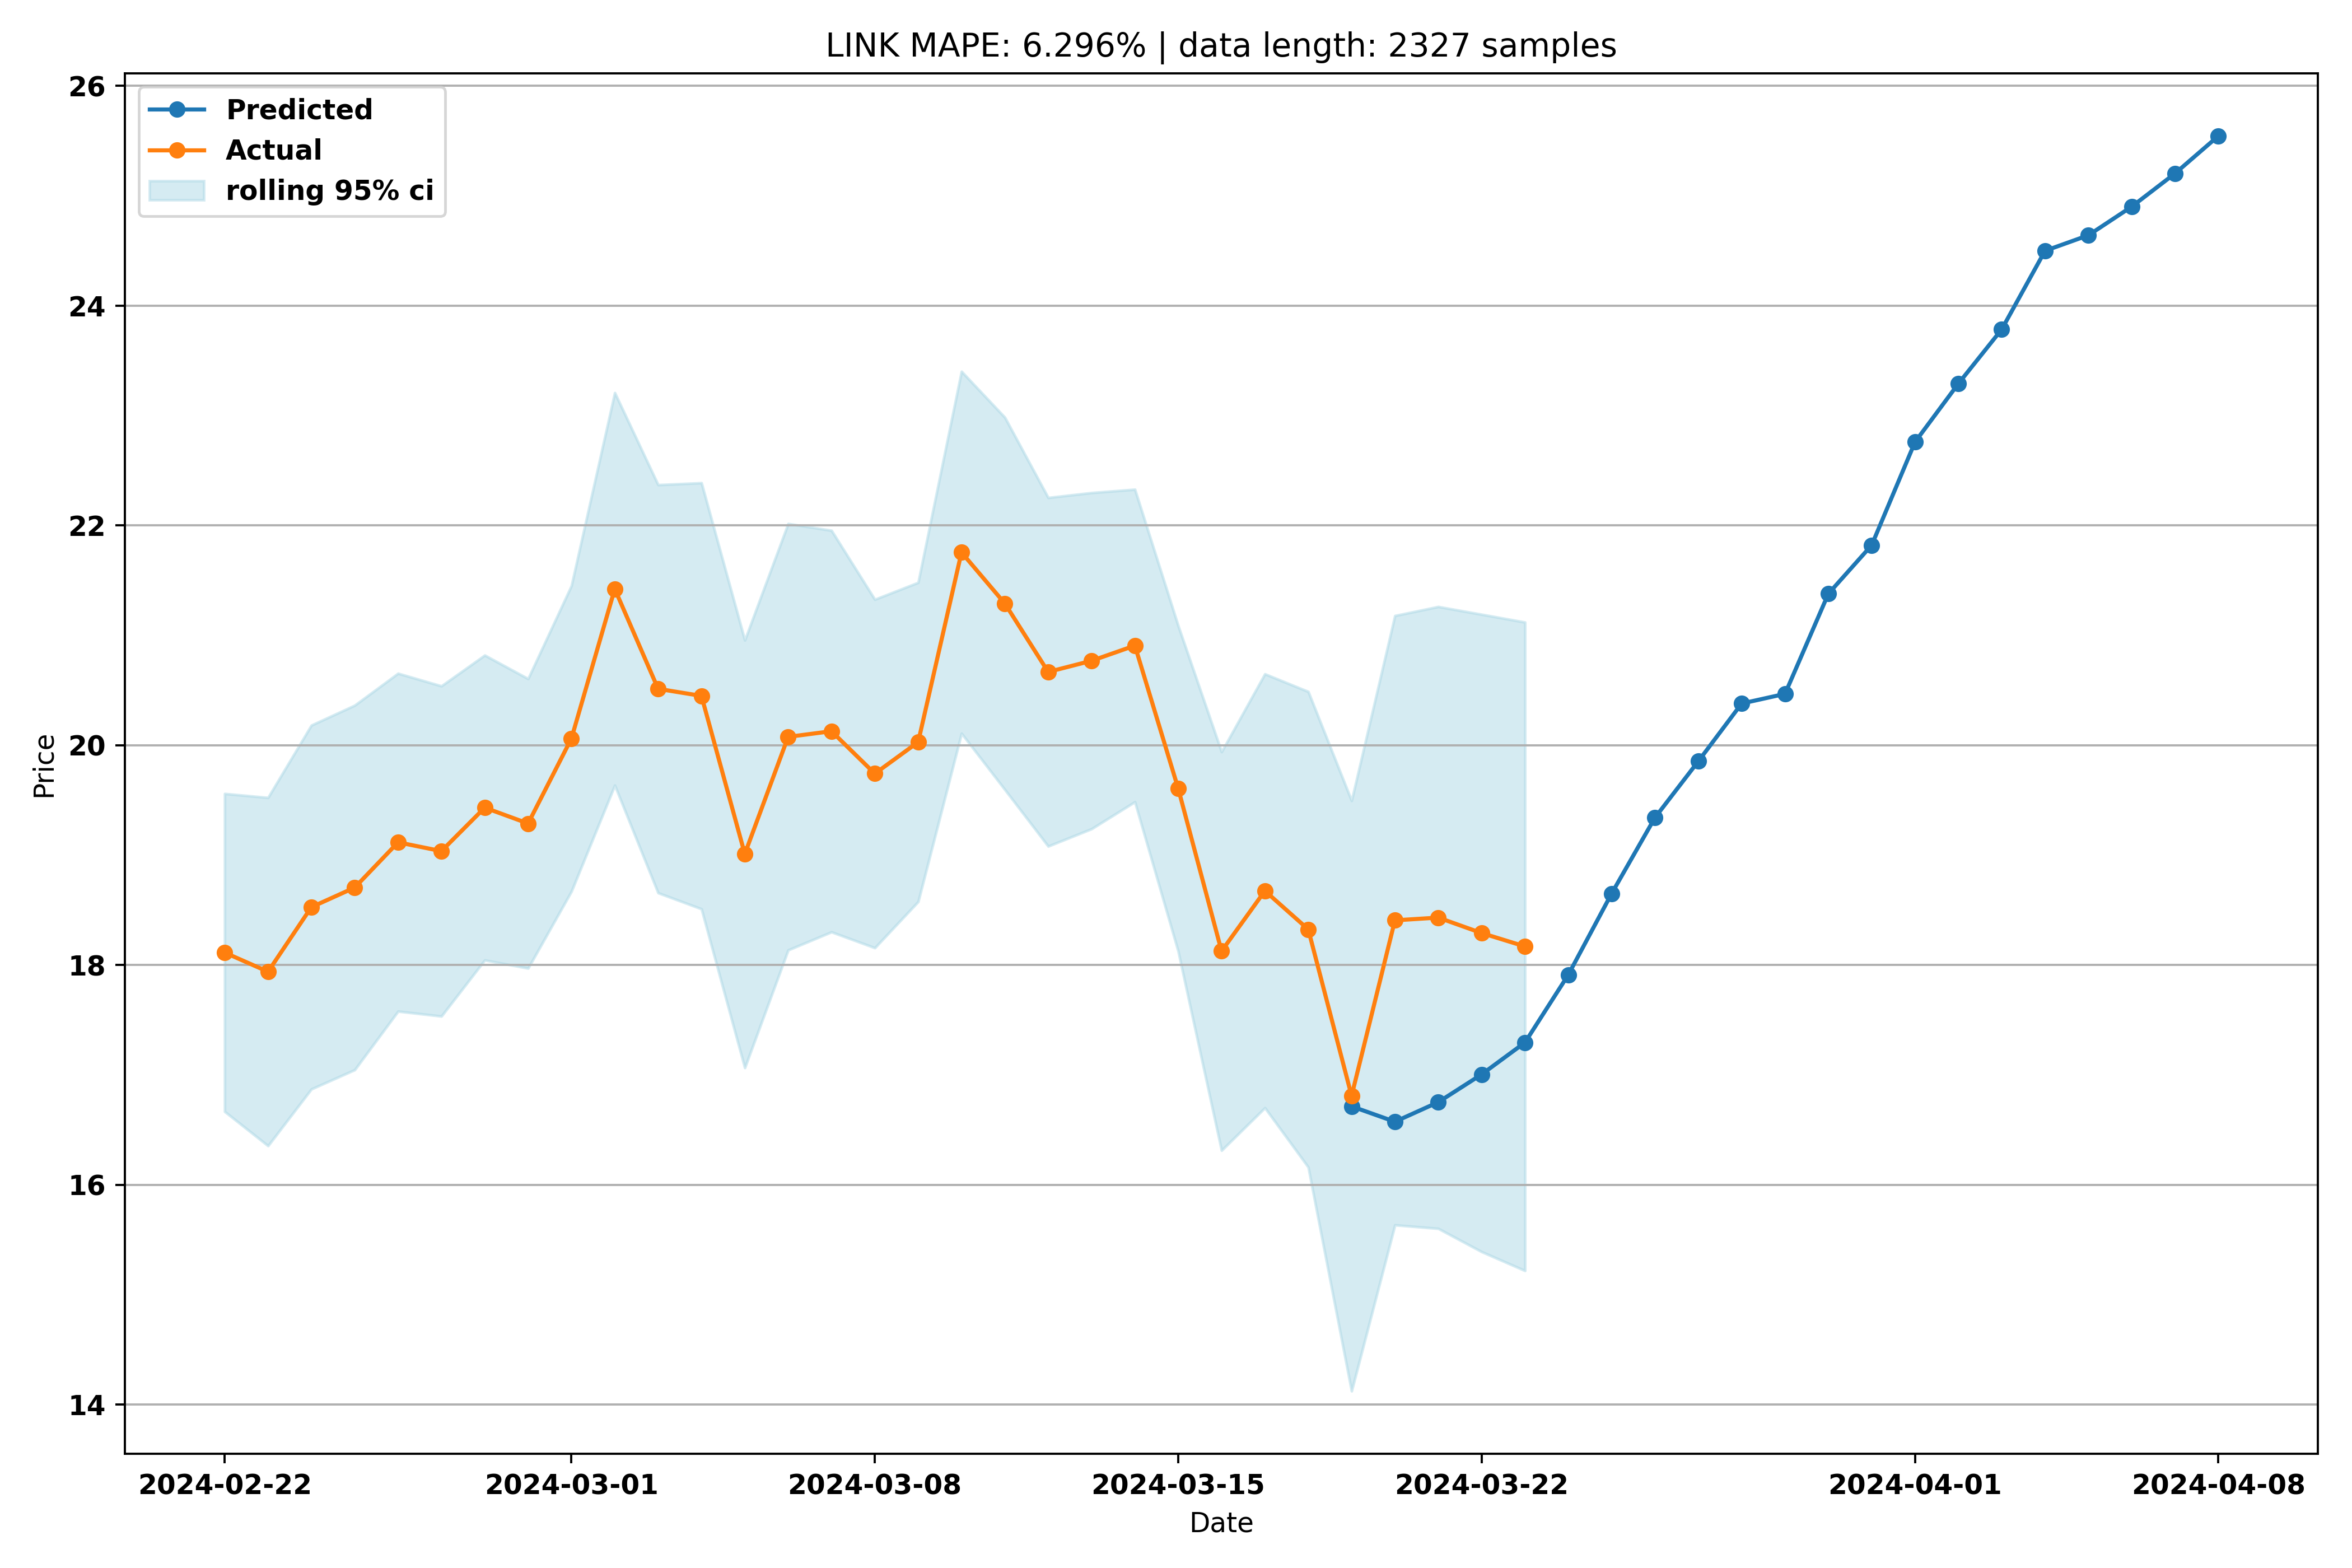 LINK MAPE: 6.296% | data length: 2327 samples
Predicted
Actual
rolling 95% ci
26
24
22
20
18
16
14
Price
2024-02-22
2024-03-01
2024-03-08
2024-03-15
2024-03-22
2024-04-01
2024-04-08
Date